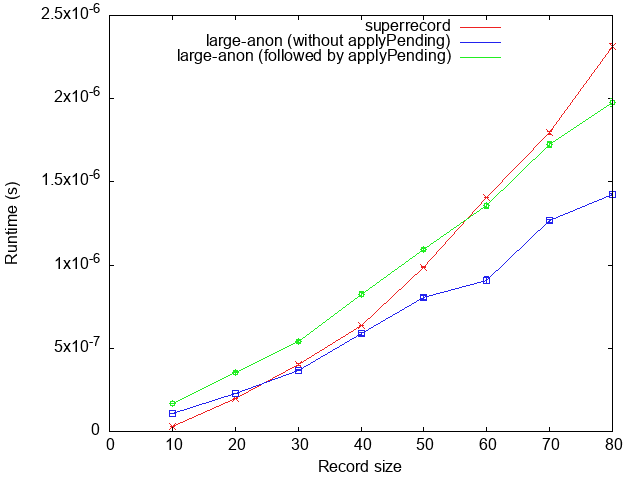 2.5x10-6
2x10-6
1.5x10-6
1x10-6
5x10-7
0
superrecord
large-anon (without applyPending)
large-anon (followed by applyPending)
Runtime (s)
0 10 20 30 40 50 60 70 80
Record size